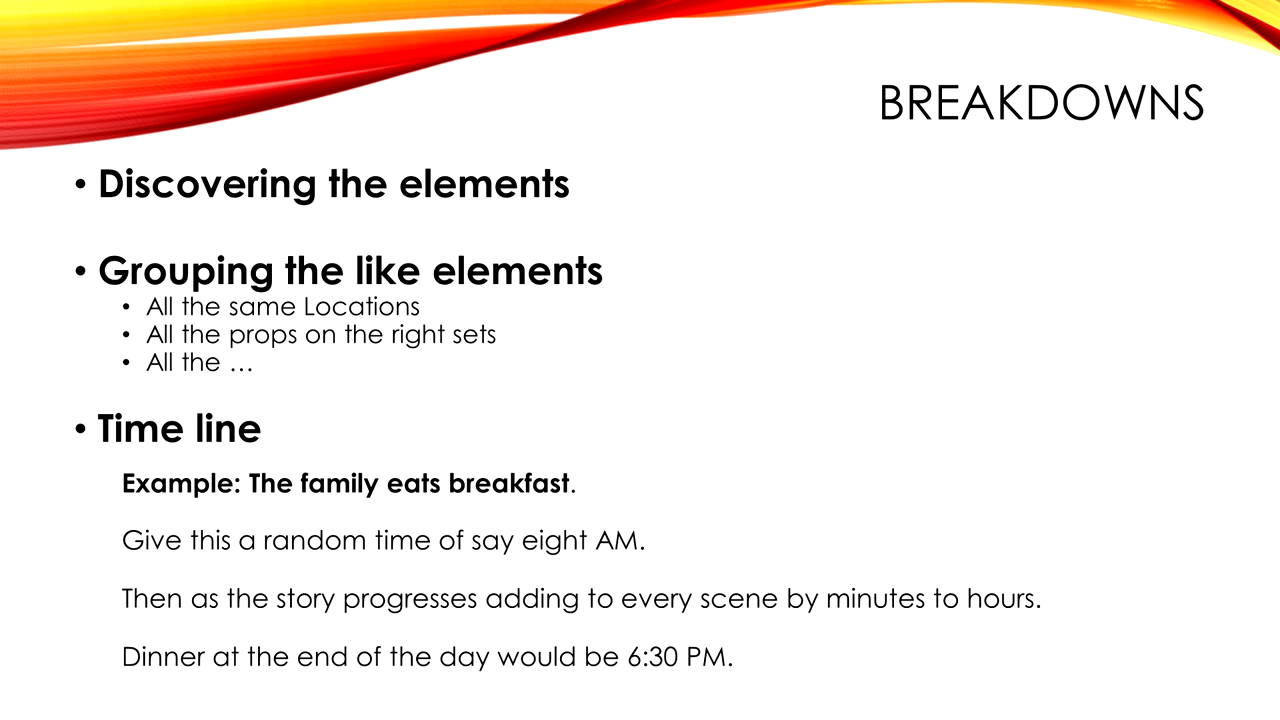 BREAKDOWNS
• Discovering the elements
• Grouping the like elements
• All the same Locations
• All the props on the right sets
• All the …
• Time line
Example: The family eats breakfast.
Give this a random time of say eight AM.
Then as the story progresses adding to every scene by minutes to hours.
Dinner at the end of the day would be 6:30 PM.